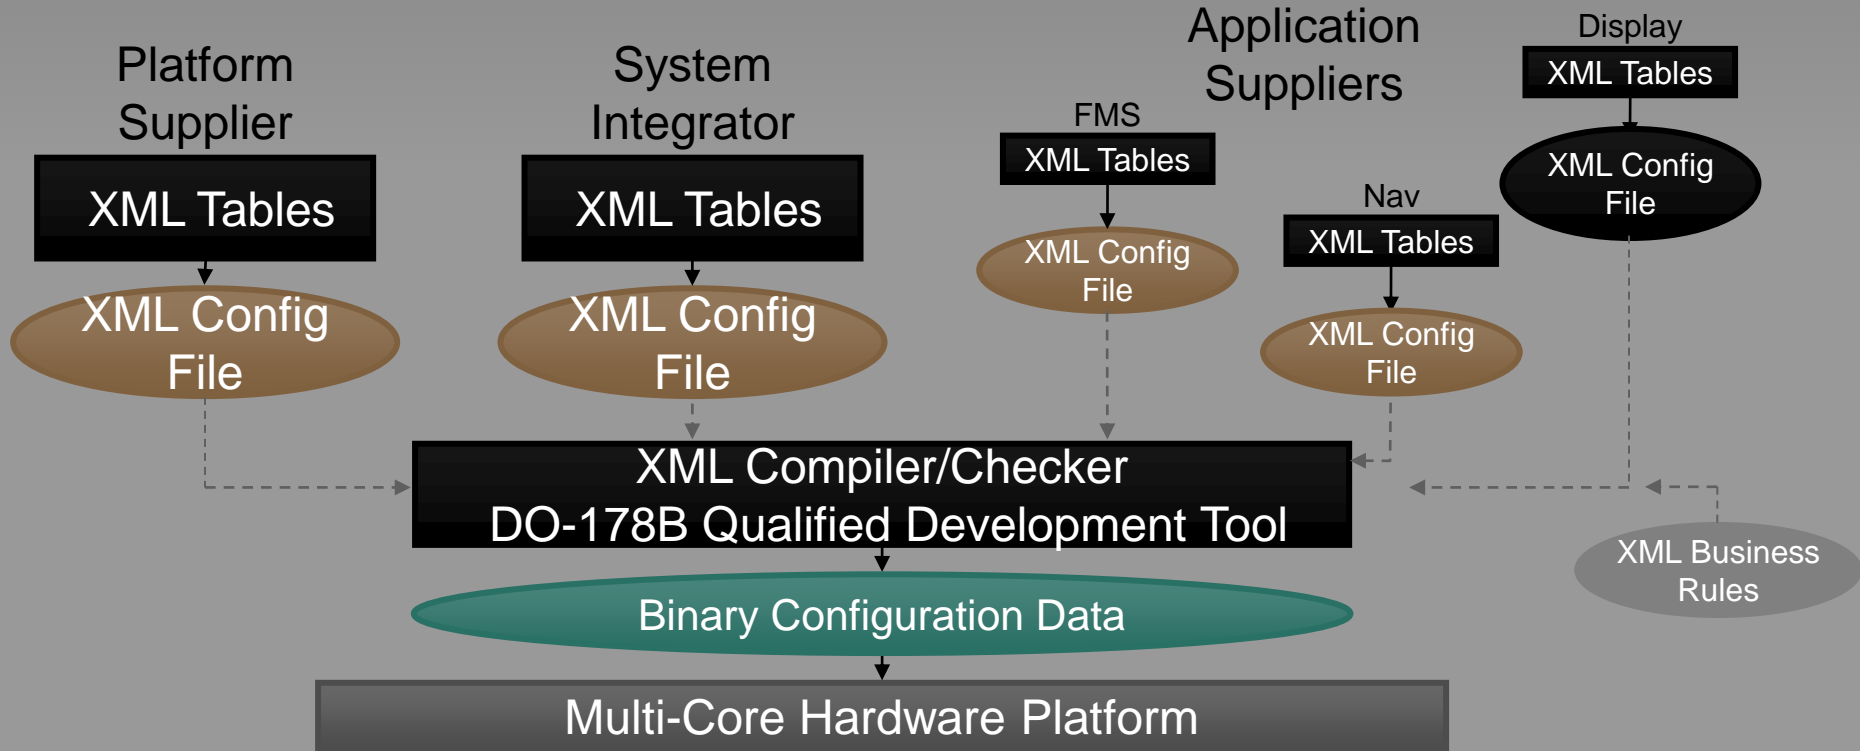 Platform
Supplier
XML Tables
XML Config
File
System
Integrator
XML Tables
XML Config
File
Application
Suppliers
FMS
XML Tables
XML Config
File
Nav
XML Tables
XML Config
File
Display
XML Tables
XML Config
File
XML Compiler/Checker
DO-178B Qualified Development Tool
XML Business
Rules
Binary Configuration Data
Multi-Core Hardware Platform